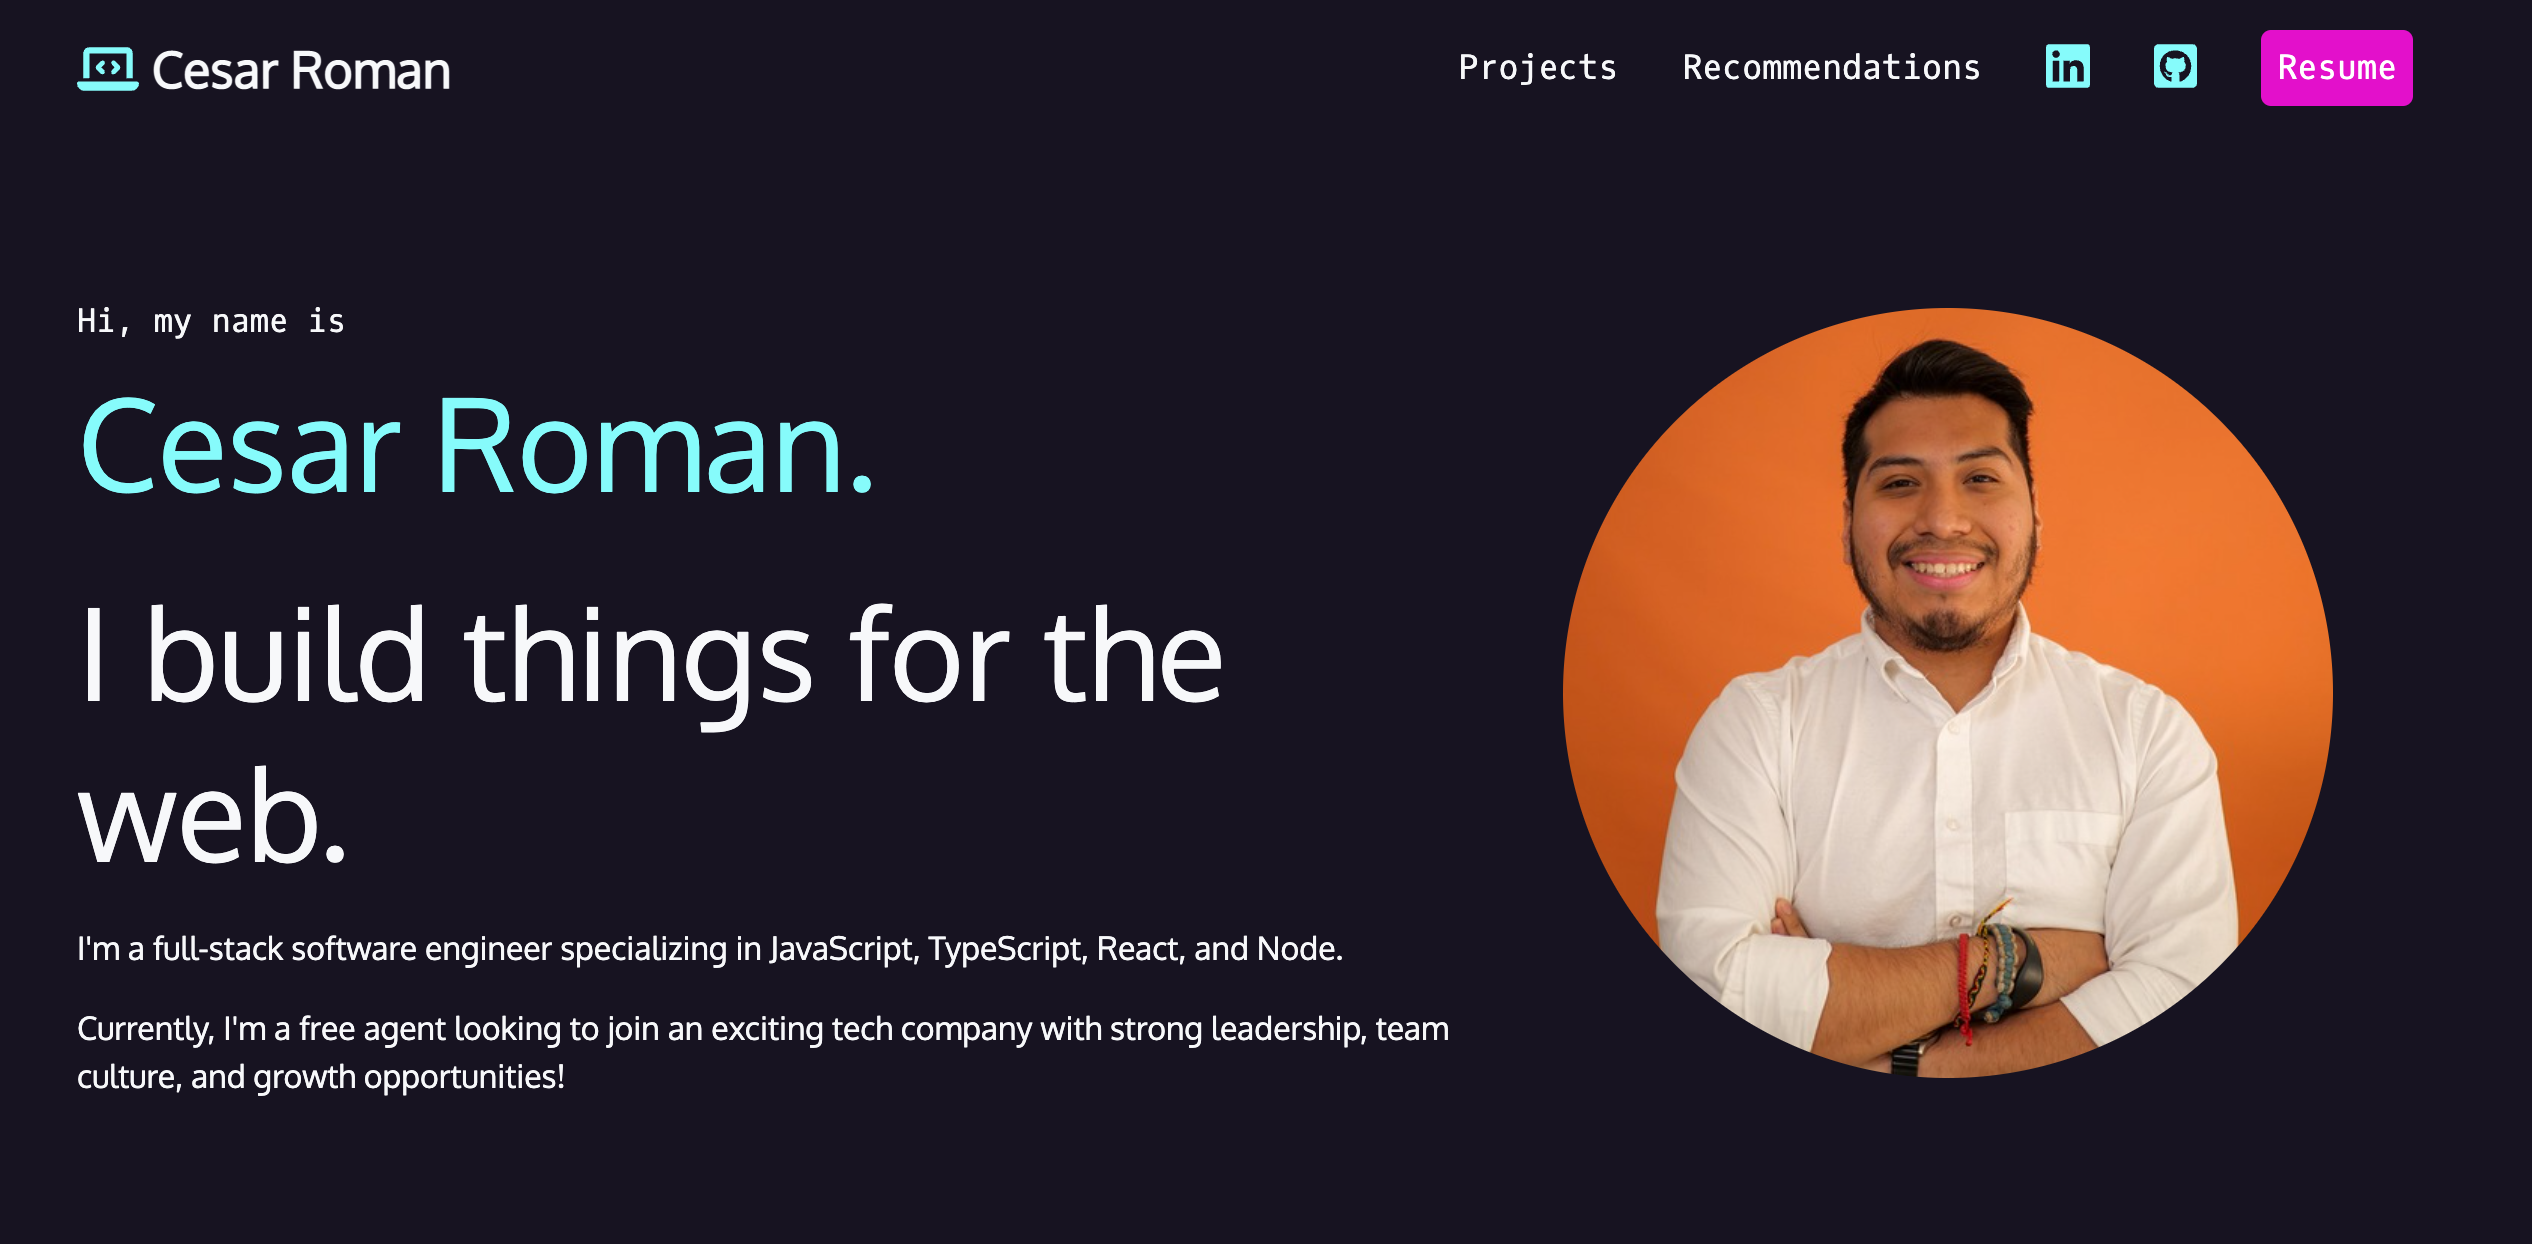 Cesar Roman
Projects
Recommendations
in
Resume
Hi, my name is
Cesar Roman.
I build things for the
web.
I'm a full-stack software engineer specializing in JavaScript, TypeScript, React, and Node.
Currently, I'm a free agent looking to join an exciting tech company with strong leadership, team
culture, and growth opportunities!